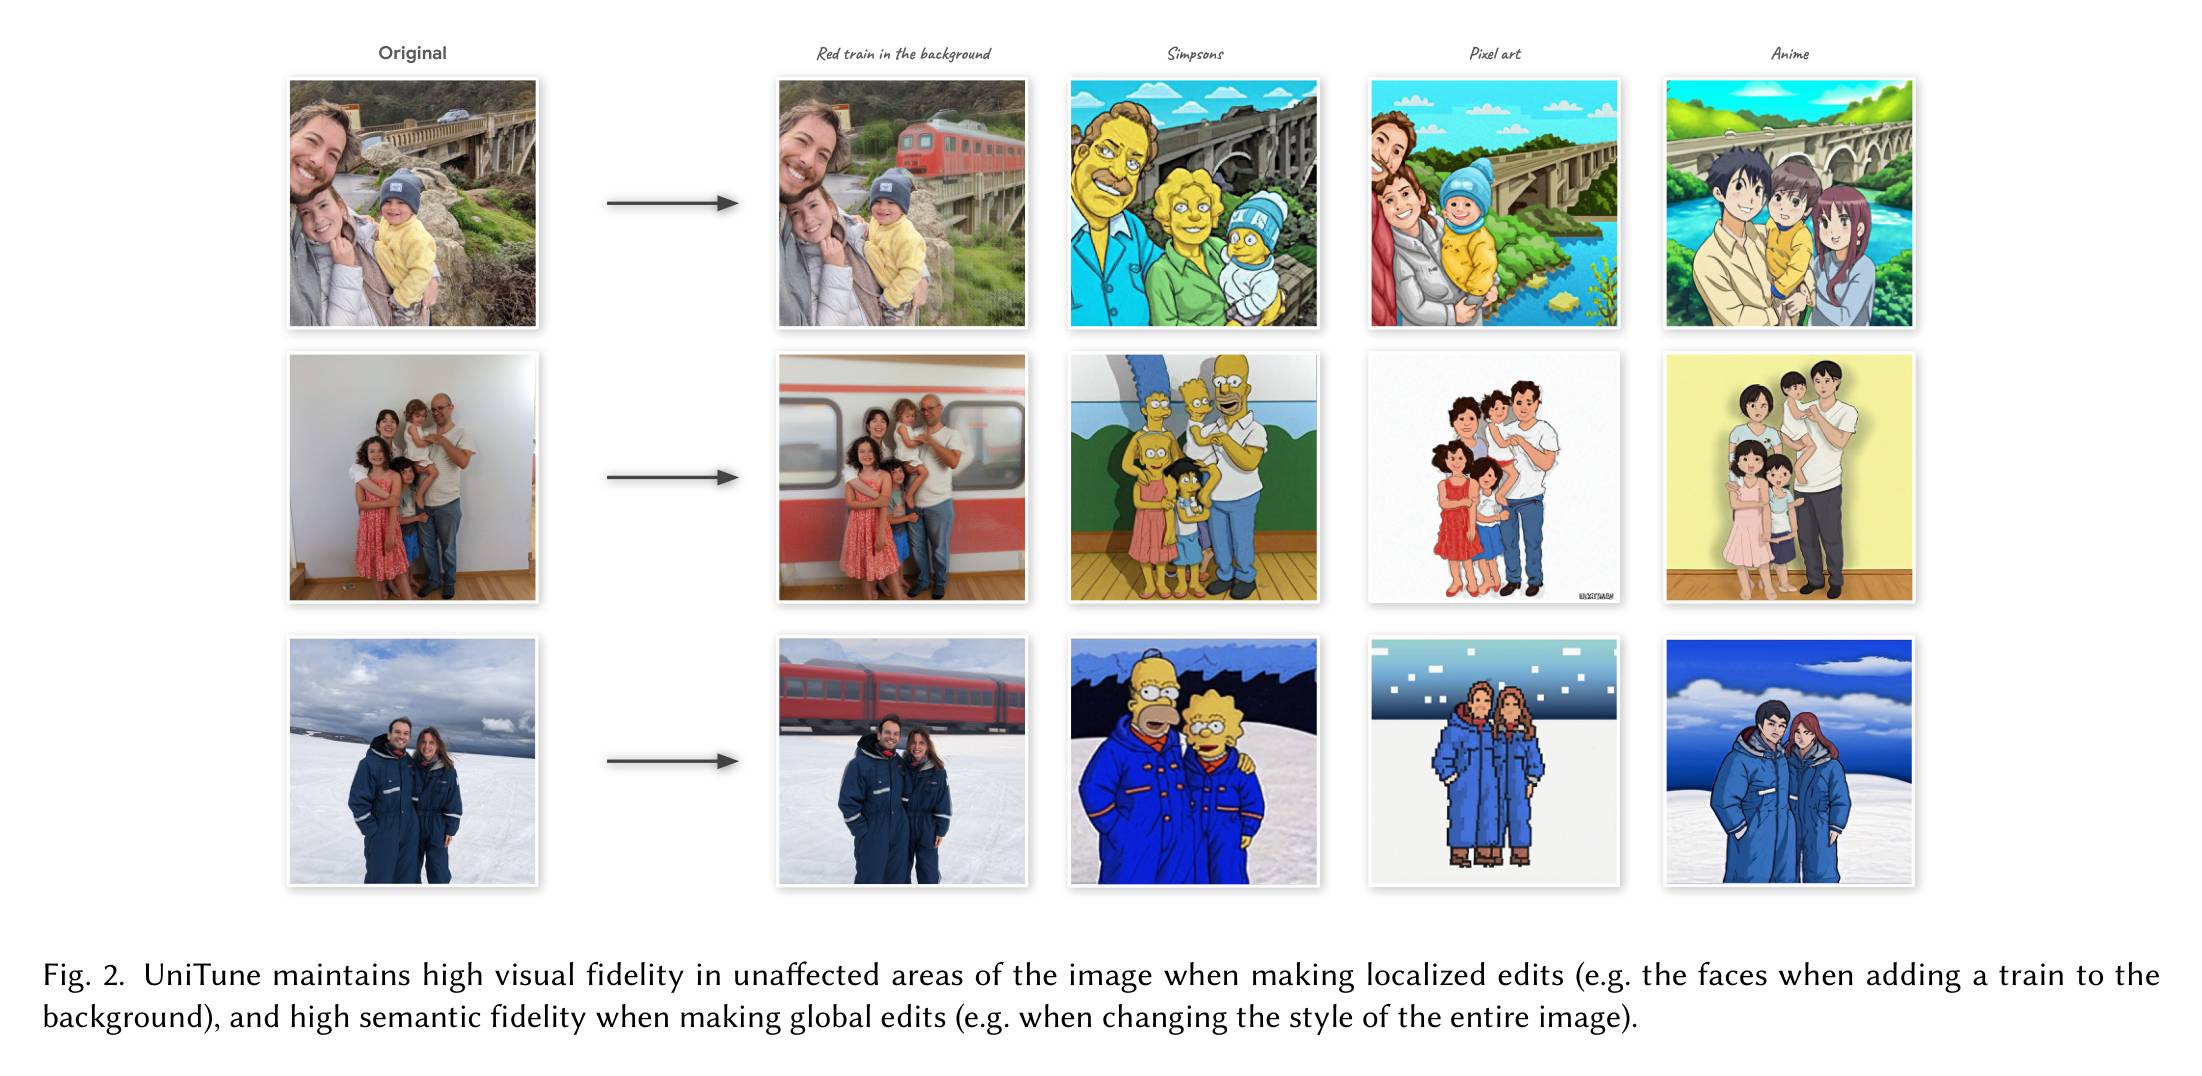 Original
Red train in the background
Simpsons
Pixel art
Anime
Fig. 2. UniTune maintains high visual fidelity in unaffected areas of the image when making localized edits (e.g. the faces when adding a train to the
background), and high semantic fidelity when making global edits (e.g. when changing the style of the entire image).